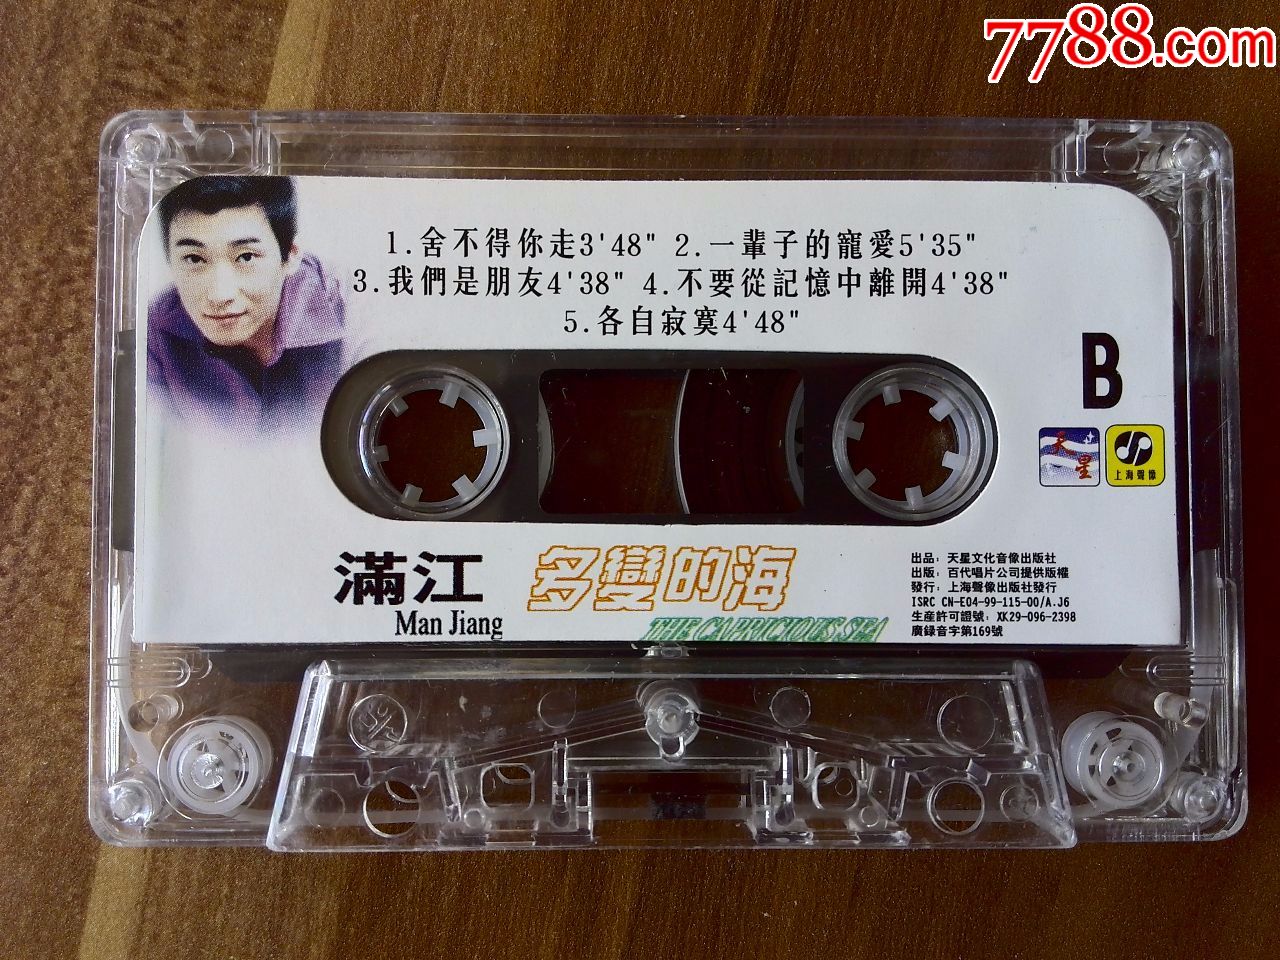 7788.com
1.舍不得你走3'48" 2.一輩子的寵愛5'35"
3.我們是朋友4'38" 4.不要從記憶中離開4'38"
5.各自寂寞4'48"
B
天星
上海聲像
滿江
Man Jiang
多變的海
THE CAPRICIOUS SEA
出品：天星文化音像出版社
出版：百代唱片公司提供版權
發行：上海聲像出版社發行
ISRC CN-E04-99-115-00/A.J6
生産許可證號：XK29-096-2398
廣録音字第169號